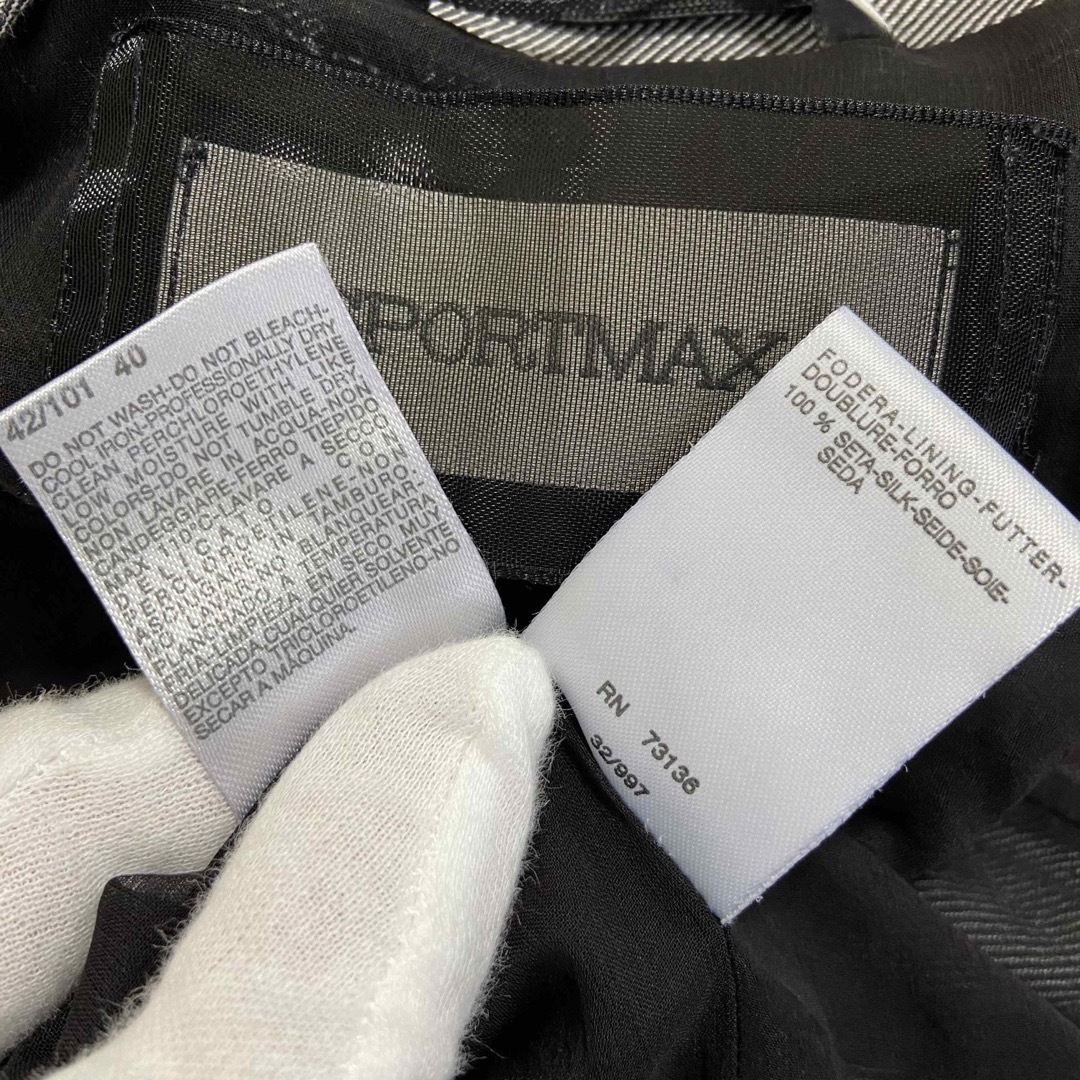 SPORTMAX
42/101 40
DO NOT WASH-DO NOT BLEACH-
COOL IRON-PROFESSIONALLY DRY
CLEAN PERCHLOROETHYLENE
LOW MOISTURE WITH LIKE
COLORS-DO NOT TUMBLE DRY.
NON LAVARE IN ACQUA-NON
CANDEGGIARE-FERRO TIEPIDO
MAX 110°C-LAVARE A SECCO
CON
PERCLOROETILENE-NON
TAMBURO.
NO LAVAR-NO BLANQUEAR-
PLANCHADO A TEMPERATURA
FRIA-LIMPIEZA EN SECO MUY
DELICADA CUALQUIER SOLVENTE
EXCEPTO TRICLOROETILENO-NO
SECAR A MAQUINA.
FODERA-LINING-FUTTER-
DOUBLURE-FORRO
100 % SETA-SILK-SEIDE-SOIE-
SEDA
RN 73136
32/997